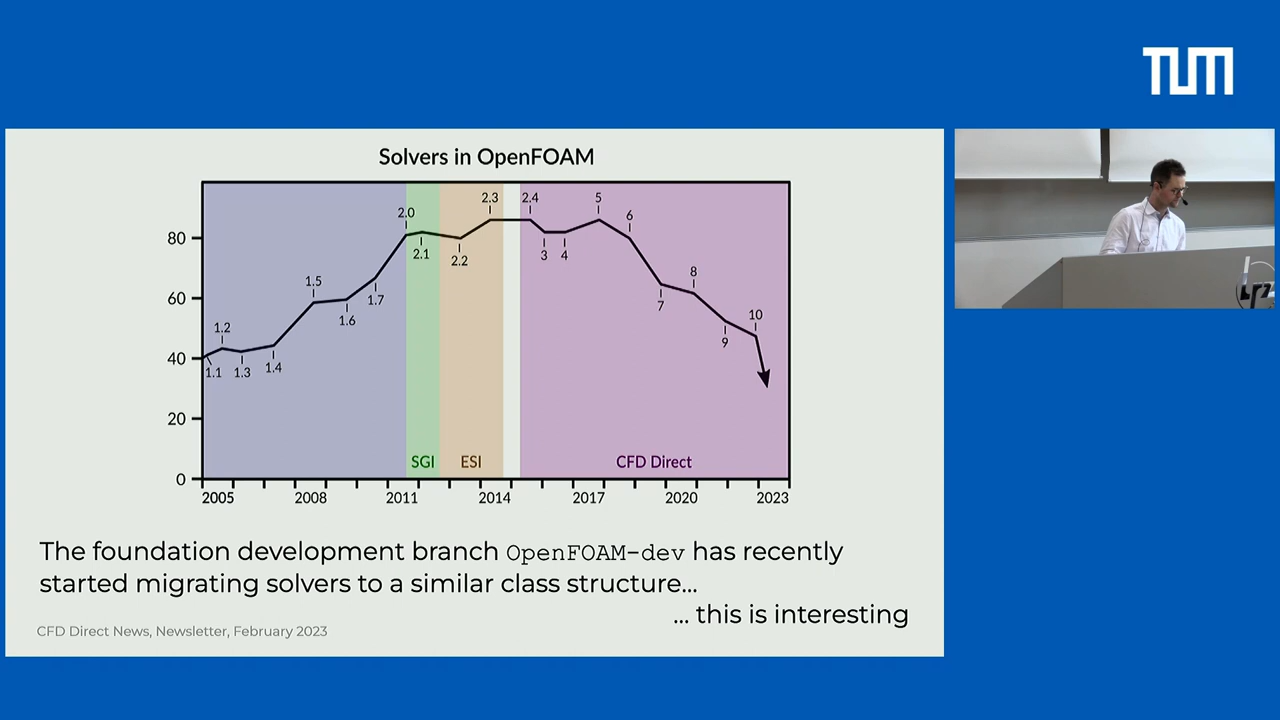 TUM
Solvers in OpenFOAM
80
60
40
20
0
1.1
1.2
1.3
1.4
1.5
1.6
1.7
2.0
2.1
2.2
2.3
2.4
3
4
5
6
7
8
9
10
SGI
ESI
CFD Direct
2005 2008 2011 2014 2017 2020 2023
The foundation development branch OpenFOAM-dev has recently
started migrating solvers to a similar class structure...
... this is interesting
CFD Direct News, Newsletter, February 2023